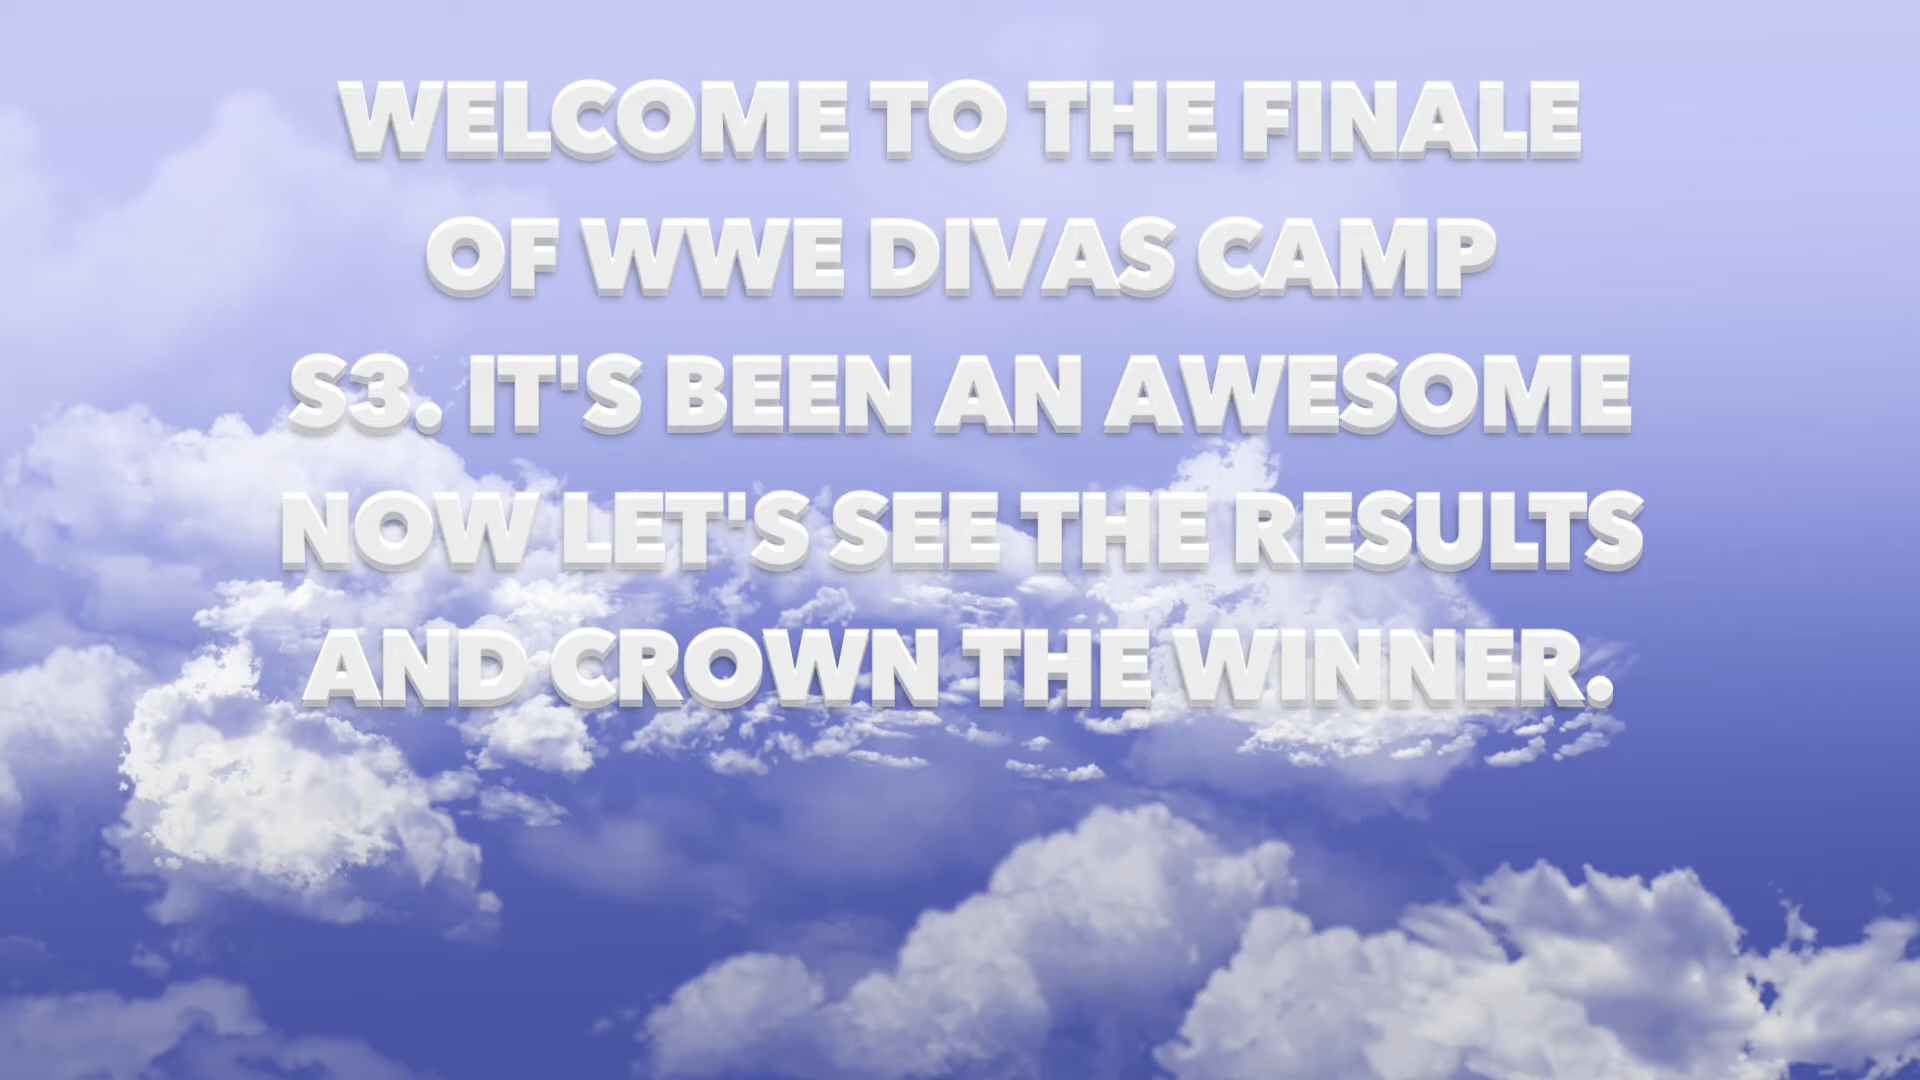 WELCOME TO THE FINALE
OF WWE DIVAS CAMP
S3. IT'S BEEN AN AWESOME
NOW LET'S SEE THE RESULTS
AND CROWN THE WINNER.